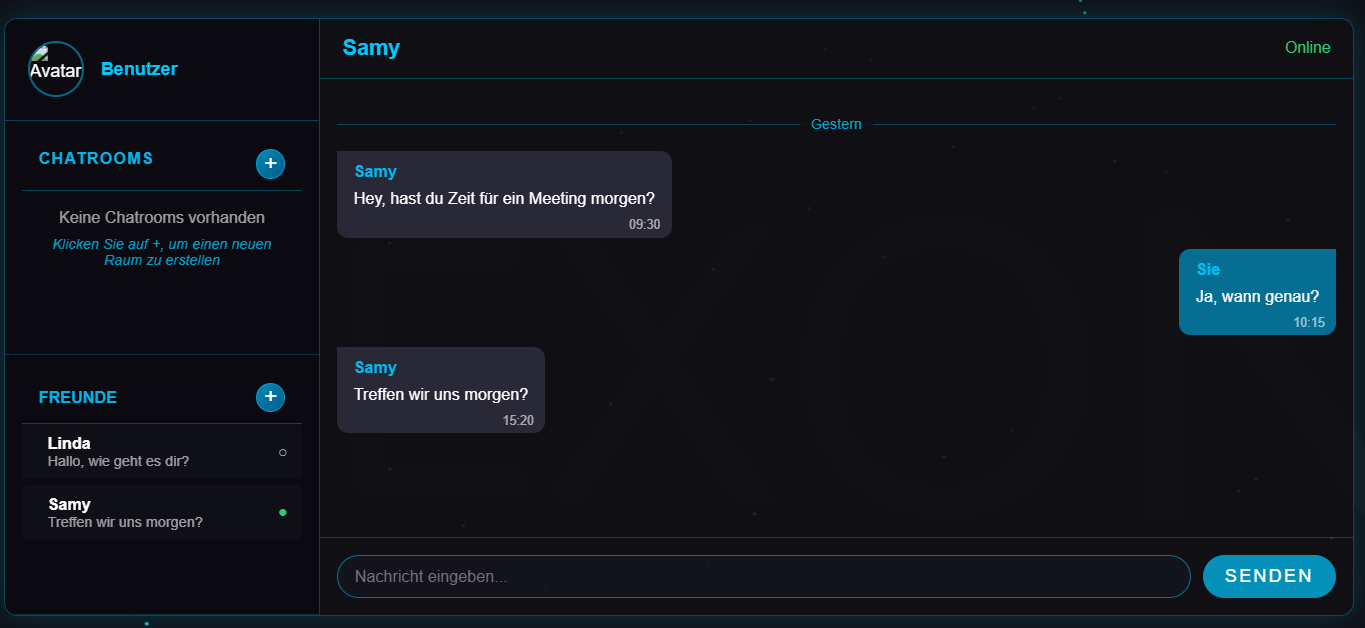 Avatar
Benutzer
CHATROOMS
+
Keine Chatrooms vorhanden
Klicken Sie auf +, um einen neuen
Raum zu erstellen
FREUNDE
+
Linda
Hallo, wie geht es dir?
Samy
Treffen wir uns morgen?
Samy
Online
Gestern
Samy
Hey, hast du Zeit für ein Meeting morgen?
09:30
Sie
Ja, wann genau?
10:15
Samy
Treffen wir uns morgen?
15:20
Nachricht eingeben...
SENDEN